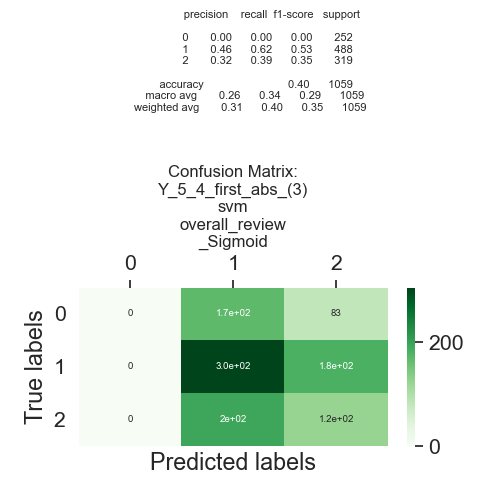 precision recall f1-score support
0 0.00 0.00 0.00 252
1 0.46 0.62 0.53 488
2 0.32 0.39 0.35 319
accuracy 0.40 1059
macro avg 0.26 0.34 0.29 1059
weighted avg 0.31 0.40 0.35 1059
Confusion Matrix:
Y_5_4_first_abs_(3)
svm
overall_review
_Sigmoid
0 1 2
0 0 1.7e+02 83
1 0 3.0e+02 1.8e+02
2 0 2e+02 1.2e+02
True labels
Predicted labels
200
0